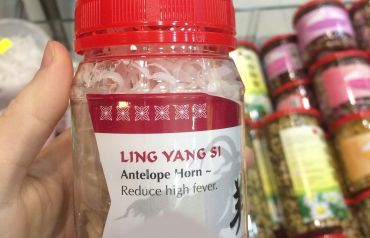 LING YANG SI
Antelope Horn ~
Reduce high fever.